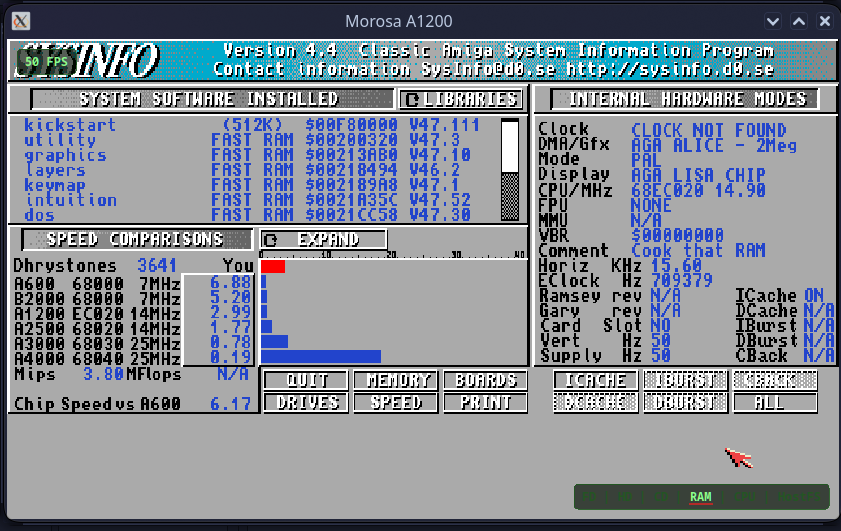 Morosa A1200
SYSINFO
50 FPS
Version 4.4 Classic Amiga System Information Program
Contact information SysInfo@d0.se http://sysinfo.d0.se
SYSTEM SOFTWARE INSTALLED
LIBRARIES
kickstart (512K) $00F80000 V47.111
utility FAST RAM $00200320 V47.3
graphics FAST RAM $00213AB0 V47.10
layers FAST RAM $00218494 V46.2
keymap FAST RAM $002189A8 V47.1
intuition FAST RAM $0021A35C V47.52
dos FAST RAM $0021CC58 V47.30
INTERNAL HARDWARE MODES
Clock CLOCK NOT FOUND
DMA/Gfx AGA ALICE - 2Meg
Mode PAL
Display AGA LISA CHIP
CPU/MHz 68EC020 14.90
FPU NONE
MMU N/A
VBR $00000000
Comment Cook that RAM
Horiz KHz 15.60
EClock Hz 709379
Ramsey rev N/A ICache ON
Gary rev N/A DCache N/A
Card Slot NO IBurst N/A
Vert Hz 50 DBurst N/A
Supply Hz 50 CBack N/A
SPEED COMPARISONS
EXPAND
Dhrystones 3641 You
A600 68000 7MHz 6.88
B2000 68000 7MHz 5.20
A1200 EC020 14MHz 2.99
A2500 68020 14MHz 1.77
A3000 68030 25MHz 0.78
A4000 68040 25MHz 0.19
Mips 3.80 MFlops N/A
Chip Speed vs A600 6.17
QUIT MEMORY BOARDS
DRIVES SPEED PRINT
ICACHE IBURST CBACK
DCACHE DBURST ALL
RAM